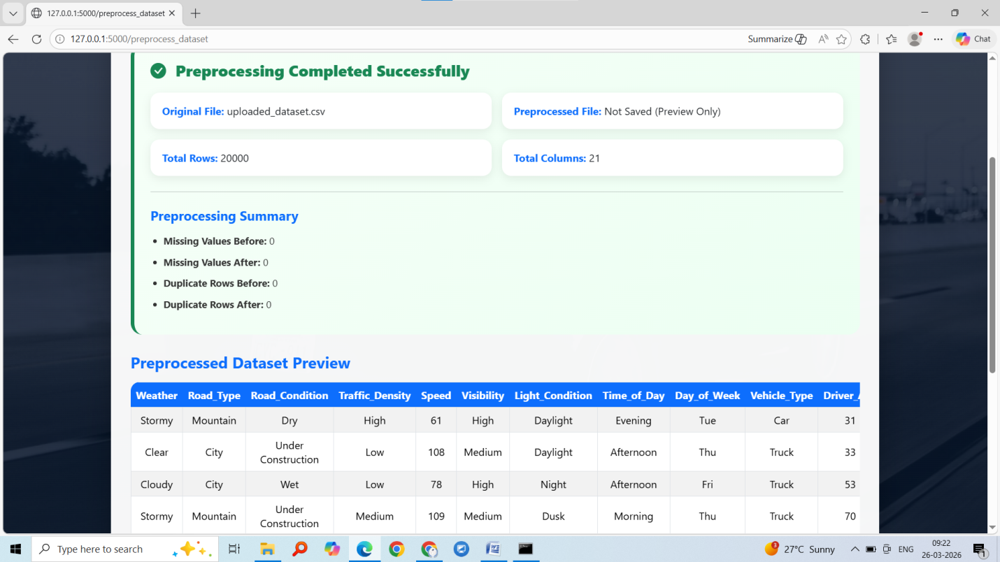 127.0.0.1:5000/preprocess_dataset
127.0.0.1:5000/preprocess_dataset
Summarize
Chat
Preprocessing Completed Successfully
Original File: uploaded_dataset.csv
Preprocessed File: Not Saved (Preview Only)
Total Rows: 20000
Total Columns: 21
Preprocessing Summary
Missing Values Before: 0
Missing Values After: 0
Duplicate Rows Before: 0
Duplicate Rows After: 0
Preprocessed Dataset Preview
Weather Road_Type Road_Condition Traffic_Density Speed Visibility Light_Condition Time_of_Day Day_of_Week Vehicle_Type Driver_
Stormy Mountain Dry High 61 High Daylight Evening Tue Car 31
Clear City Under Construction Low 108 Medium Daylight Afternoon Thu Truck 33
Cloudy City Wet Low 78 High Night Afternoon Fri Truck 53
Stormy Mountain Under Construction Medium 109 Medium Dusk Morning Thu Truck 70
Type here to search
3
27°C Sunny
ENG
09:22
26-03-2026
1